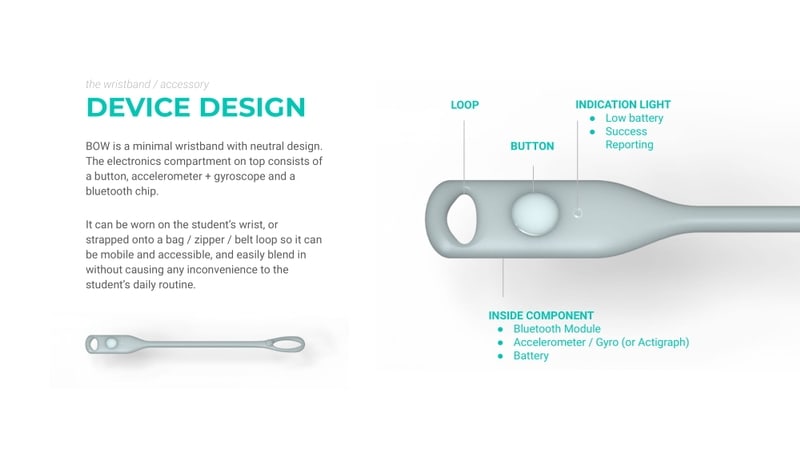 the wristband / accessory
DEVICE DESIGN
BOW is a minimal wristband with neutral design.
The electronics compartment on top consists of
a button, accelerometer + gyroscope and a
bluetooth chip.
It can be worn on the student’s wrist, or
strapped onto a bag / zipper / belt loop so it can
be mobile and accessible, and easily blend in
without causing any inconvenience to the
student’s daily routine.
LOOP
BUTTON
INDICATION LIGHT
● Low battery
● Success
Reporting
INSIDE COMPONENT
● Bluetooth Module
● Accelerometer / Gyro (or Actigraph)
● Battery